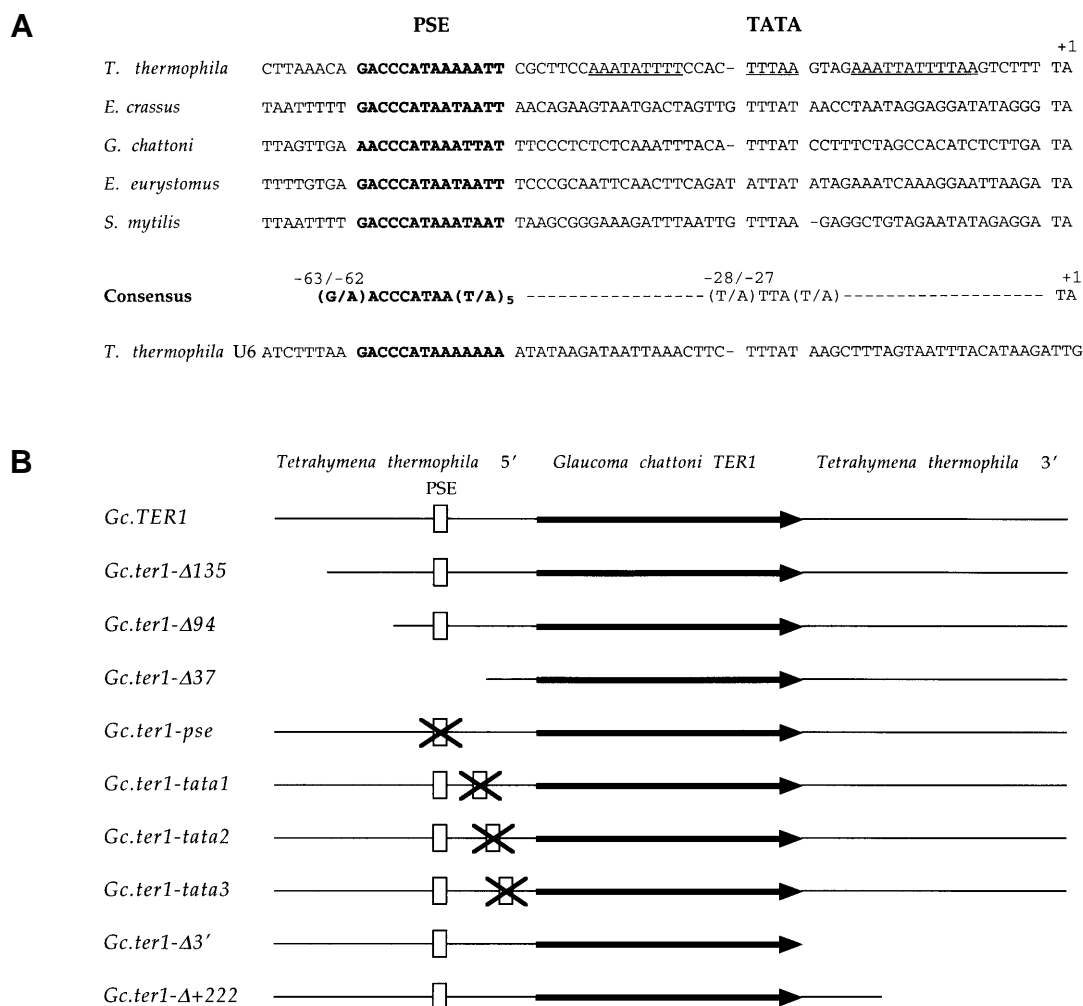 A
PSE TATA
+1
T. thermophila CTTAAACA GACCCATAAAAATT CGCTTCCAAATATTTTCCAC- TTTAA GTAGAAATTATTTTAAGTCTTT TA
E. crassus TAATTTTT GACCCATAATAATT AACAGAAGTAATGACTAGTTG TTTAT AACCTAATAGGAGGATATAGGG TA
G. chattoni TTAGTTGA AACCCATAAATTAT TTCCCTCTCTCAAATTTACA- TTTAT CCTTTCTAGCCACATCTCTTGA TA
E. eurystomus TTTTGTGA GACCCATAATAATT TCCCGCAATTCAACTTCAGAT ATTAT ATAGAAATCAAAGGAATTAAGA TA
S. mytilis TTAATTTT GACCCATAAATAAT TAAGCGGGAAAGATTTAATTG TTTAA -GAGGCTGTAGAATATAGAGGA TA
-63/-62 -28/-27 +1
Consensus (G/A)ACCCATAA(T/A)5 --------------------(T/A)TTA(T/A)----------------------- TA
T. thermophila U6 ATCTTTAA GACCCATAAAAAAA ATATAAGATAATTAAACTTC- TTTAT AAGCTTTAGTAATTTACATAAGATTG
B
Tetrahymena thermophila 5′ Glaucoma chattoni TER1 Tetrahymena thermophila 3′
PSE
Gc.TER1
Gc.ter1-Δ135
Gc.ter1-Δ94
Gc.ter1-Δ37
Gc.ter1-pse
Gc.ter1-tata1
Gc.ter1-tata2
Gc.ter1-tata3
Gc.ter1-Δ3′
Gc.ter1-Δ+222